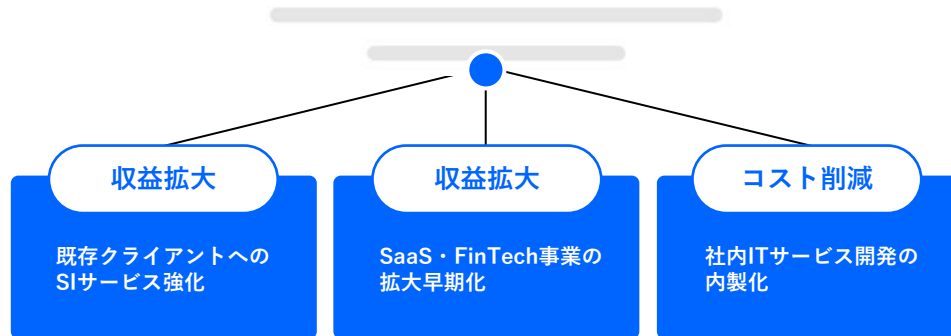 収益拡大
既存クライアントへの
SIサービス強化
収益拡大
SaaS・FinTech事業の
拡大早期化
コスト削減
社内ITサービス開発の
内製化